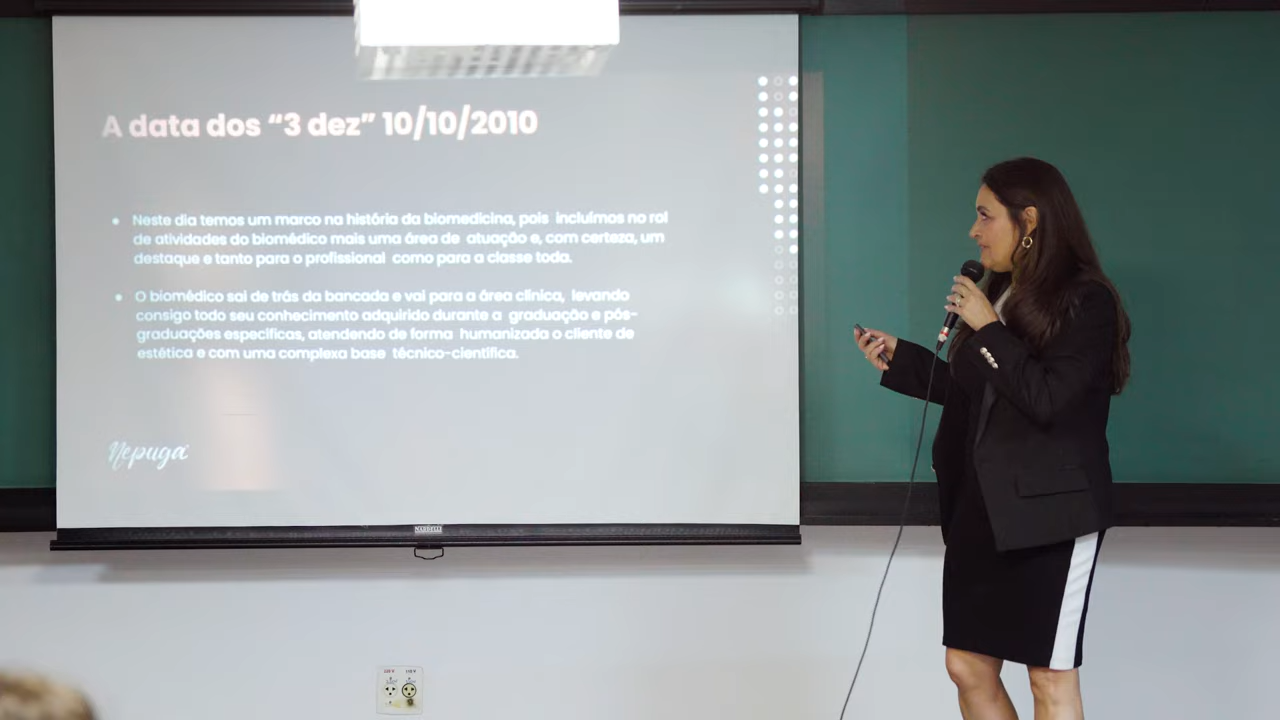 A data dos “3 dez” 10/10/2010
• Neste dia temos um marco na história da biomedicina, pois incluímos no rol
de atividades do biomédico mais uma área de atuação e, com certeza, um
destaque e tanto para o profissional como para a classe toda.
• O biomédico sai de trás da bancada e vai para a área clínica, levando
consigo todo seu conhecimento adquirido durante a graduação e pós-
graduações específicas, atendendo de forma humanizada o cliente de
estética e com uma complexa base técnico-científica.
Nepuga